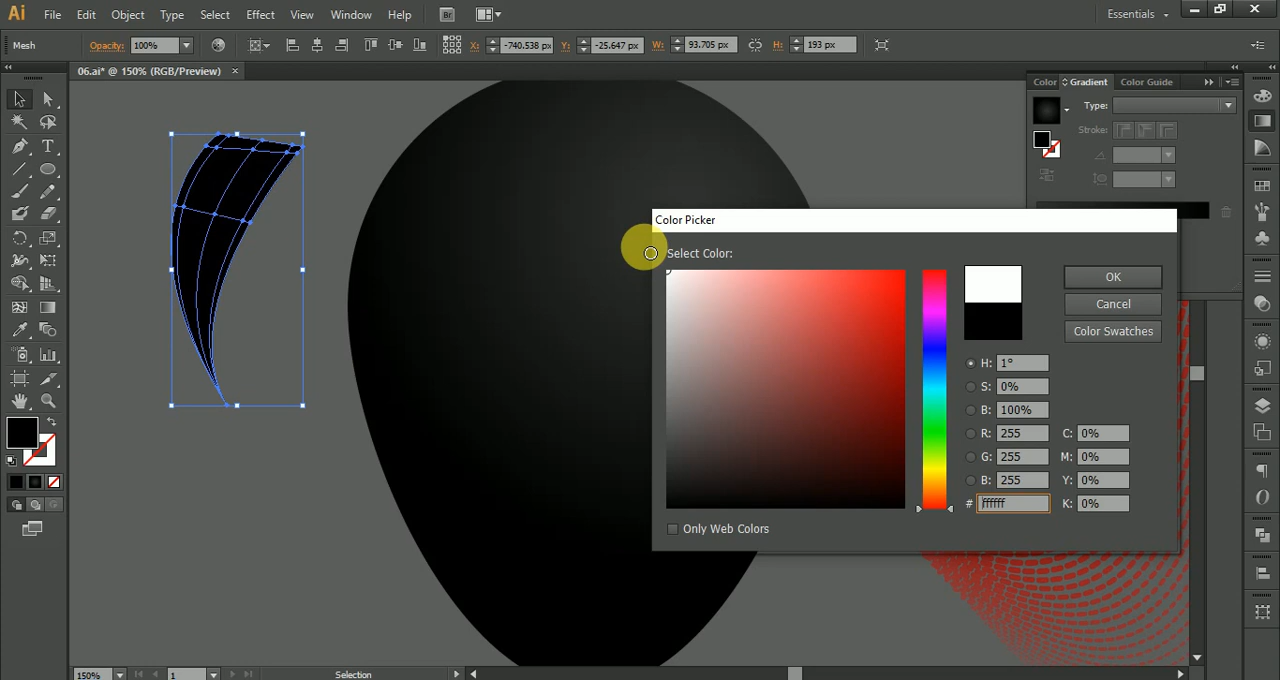 Ai File Edit Object Type Select Effect View Window Help Br Essentials
Mesh Opacity: 100% X: -740.538 px Y: -25.647 px W: 93.705 px H: 193 px
06.ai* @ 150% (RGB/Preview) ×
Color Gradient Color Guide
Type:
Stroke:
Color Picker
Select Color:
OK
Cancel
Color Swatches
H: 1°
S: 0%
B: 100%
R: 255 C: 0%
G: 255 M: 0%
B: 255 Y: 0%
# ffffff K: 0%
Only Web Colors
150% 1 Selection